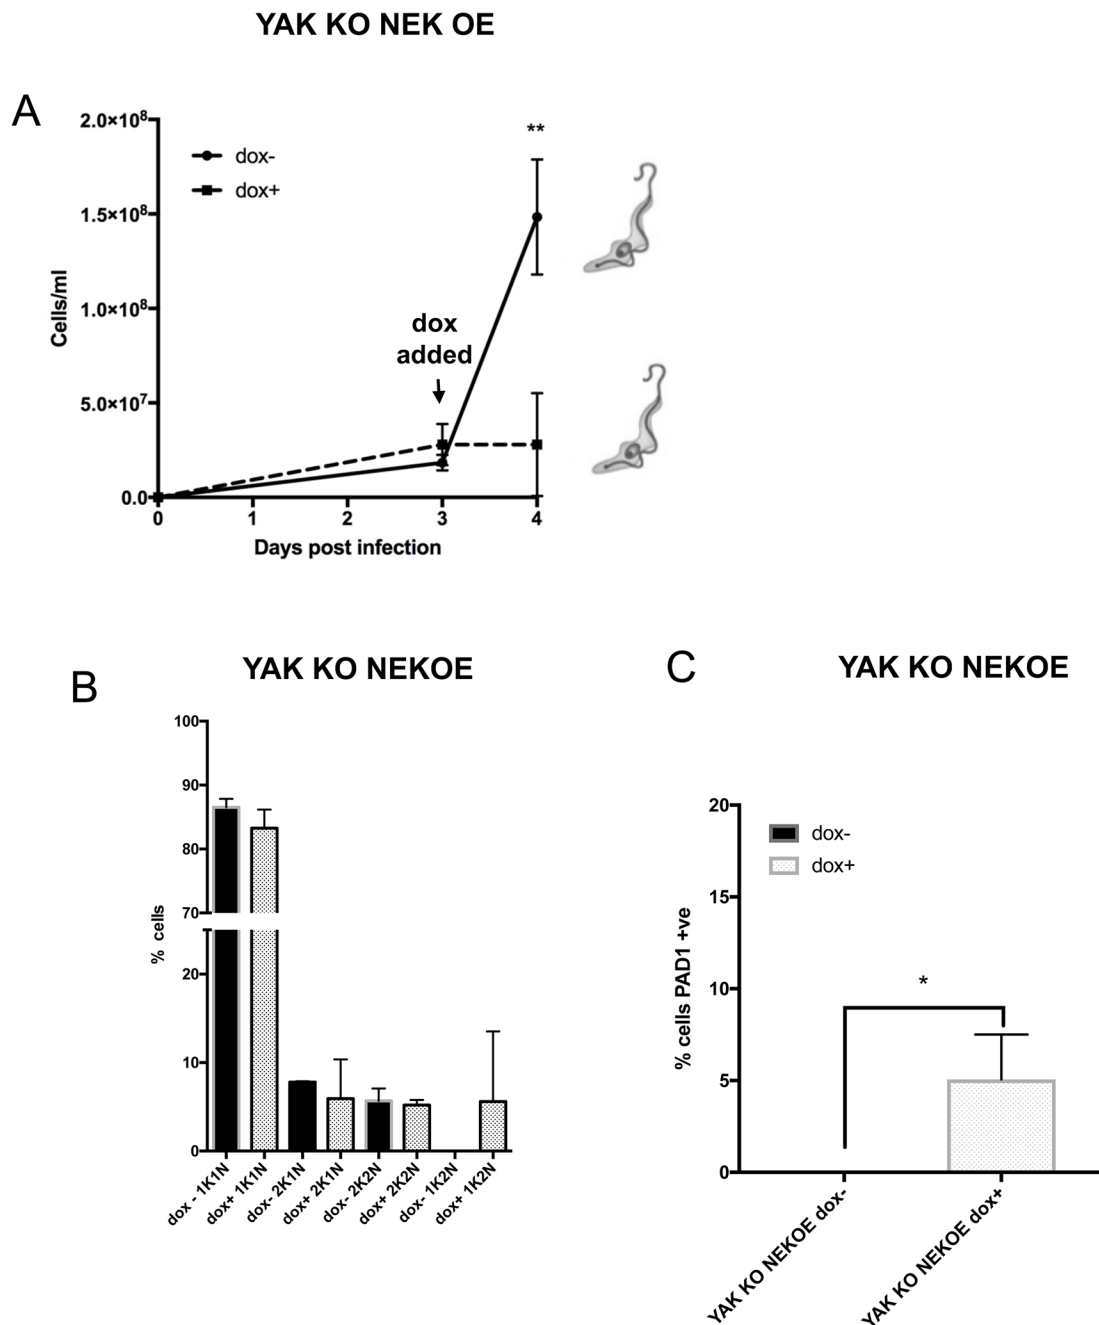 YAK KO NEK OE
A
2.0×10⁸
**
dox-
dox+
1.5×10⁸
1.0×10⁸
Cells/ml
dox
added
5.0×10⁷
0.0
0 1 2 3 4
Days post infection
B
YAK KO NEKOE
100
90
80
70
% cells
20
10
0
dox - 1K1N
dox+ 1K1N
dox- 2K1N
dox+ 2K1N
dox- 2K2N
dox+ 2K2N
dox- 1K2N
dox+ 1K2N
C
YAK KO NEKOE
20
dox-
dox+
15
% cells PAD1 +ve
10
*
5
0
YAK KO NEKOE dox-
YAK KO NEKOE dox+